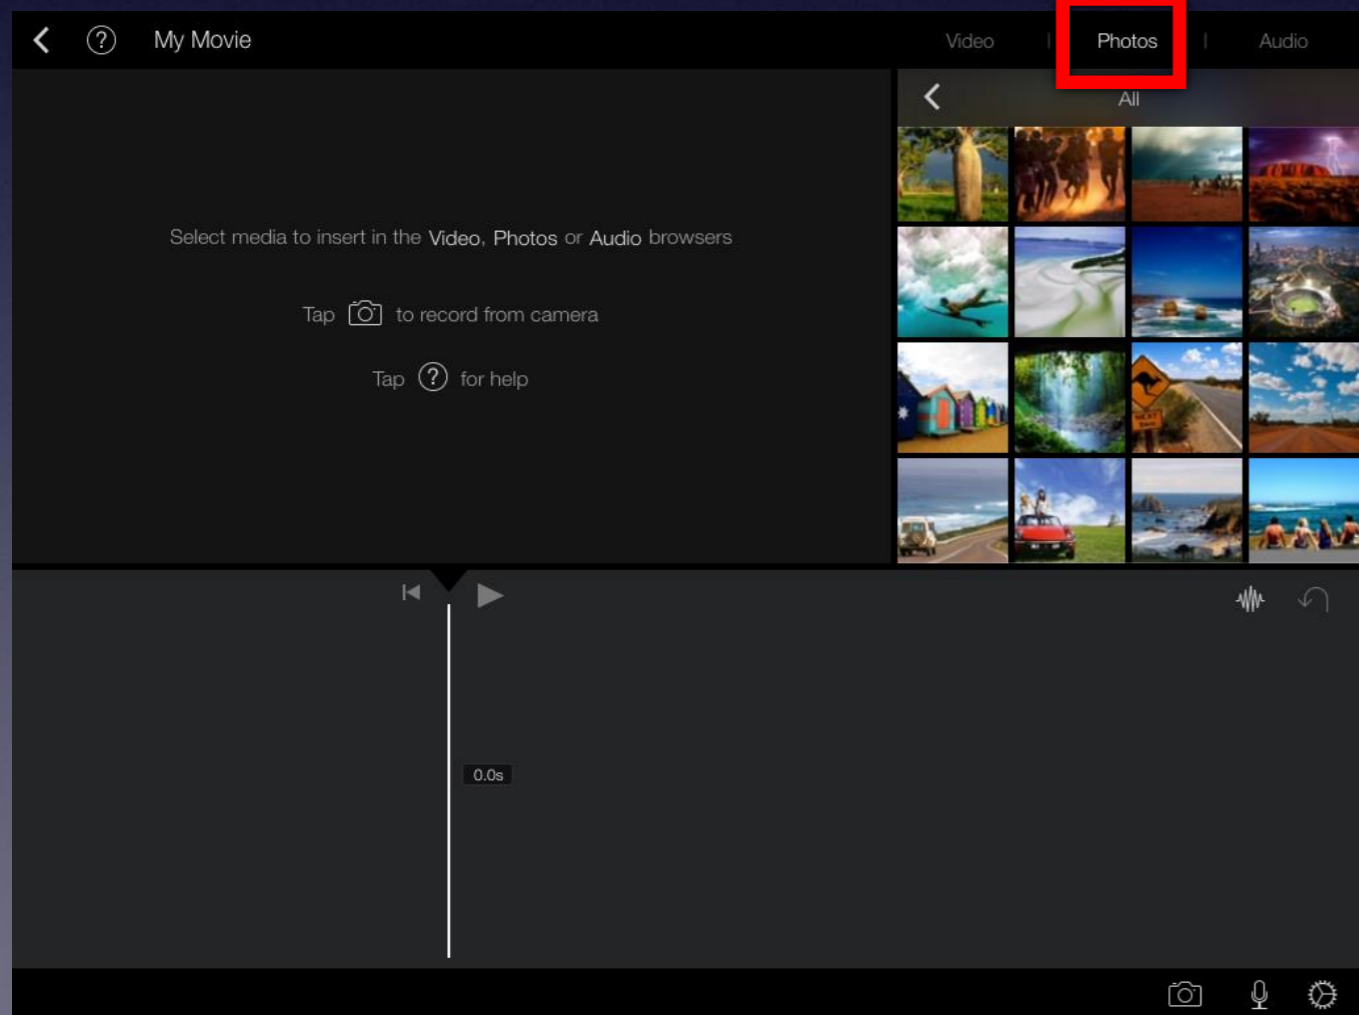 My Movie
Video
Photos
Audio
All
Select media to insert in the Video, Photos or Audio browsers
Tap to record from camera
Tap ? for help
NEXT
0.0s